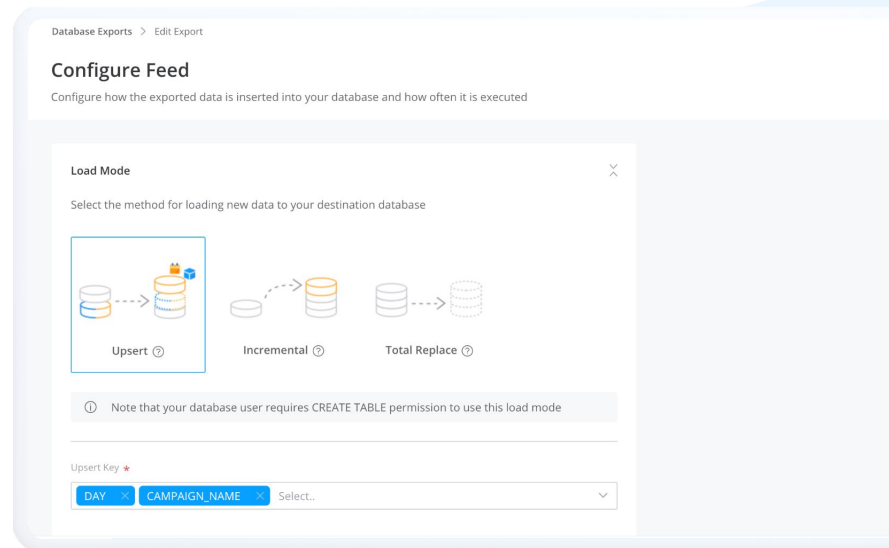 Database Exports > Edit Export
Configure Feed
Configure how the exported data is inserted into your database and how often it is executed
Load Mode
Select the method for loading new data to your destination database
Upsert ?
Incremental ?
Total Replace ?
Note that your database user requires CREATE TABLE permission to use this load mode
Upsert Key *
DAY × CAMPAIGN_NAME × Select..